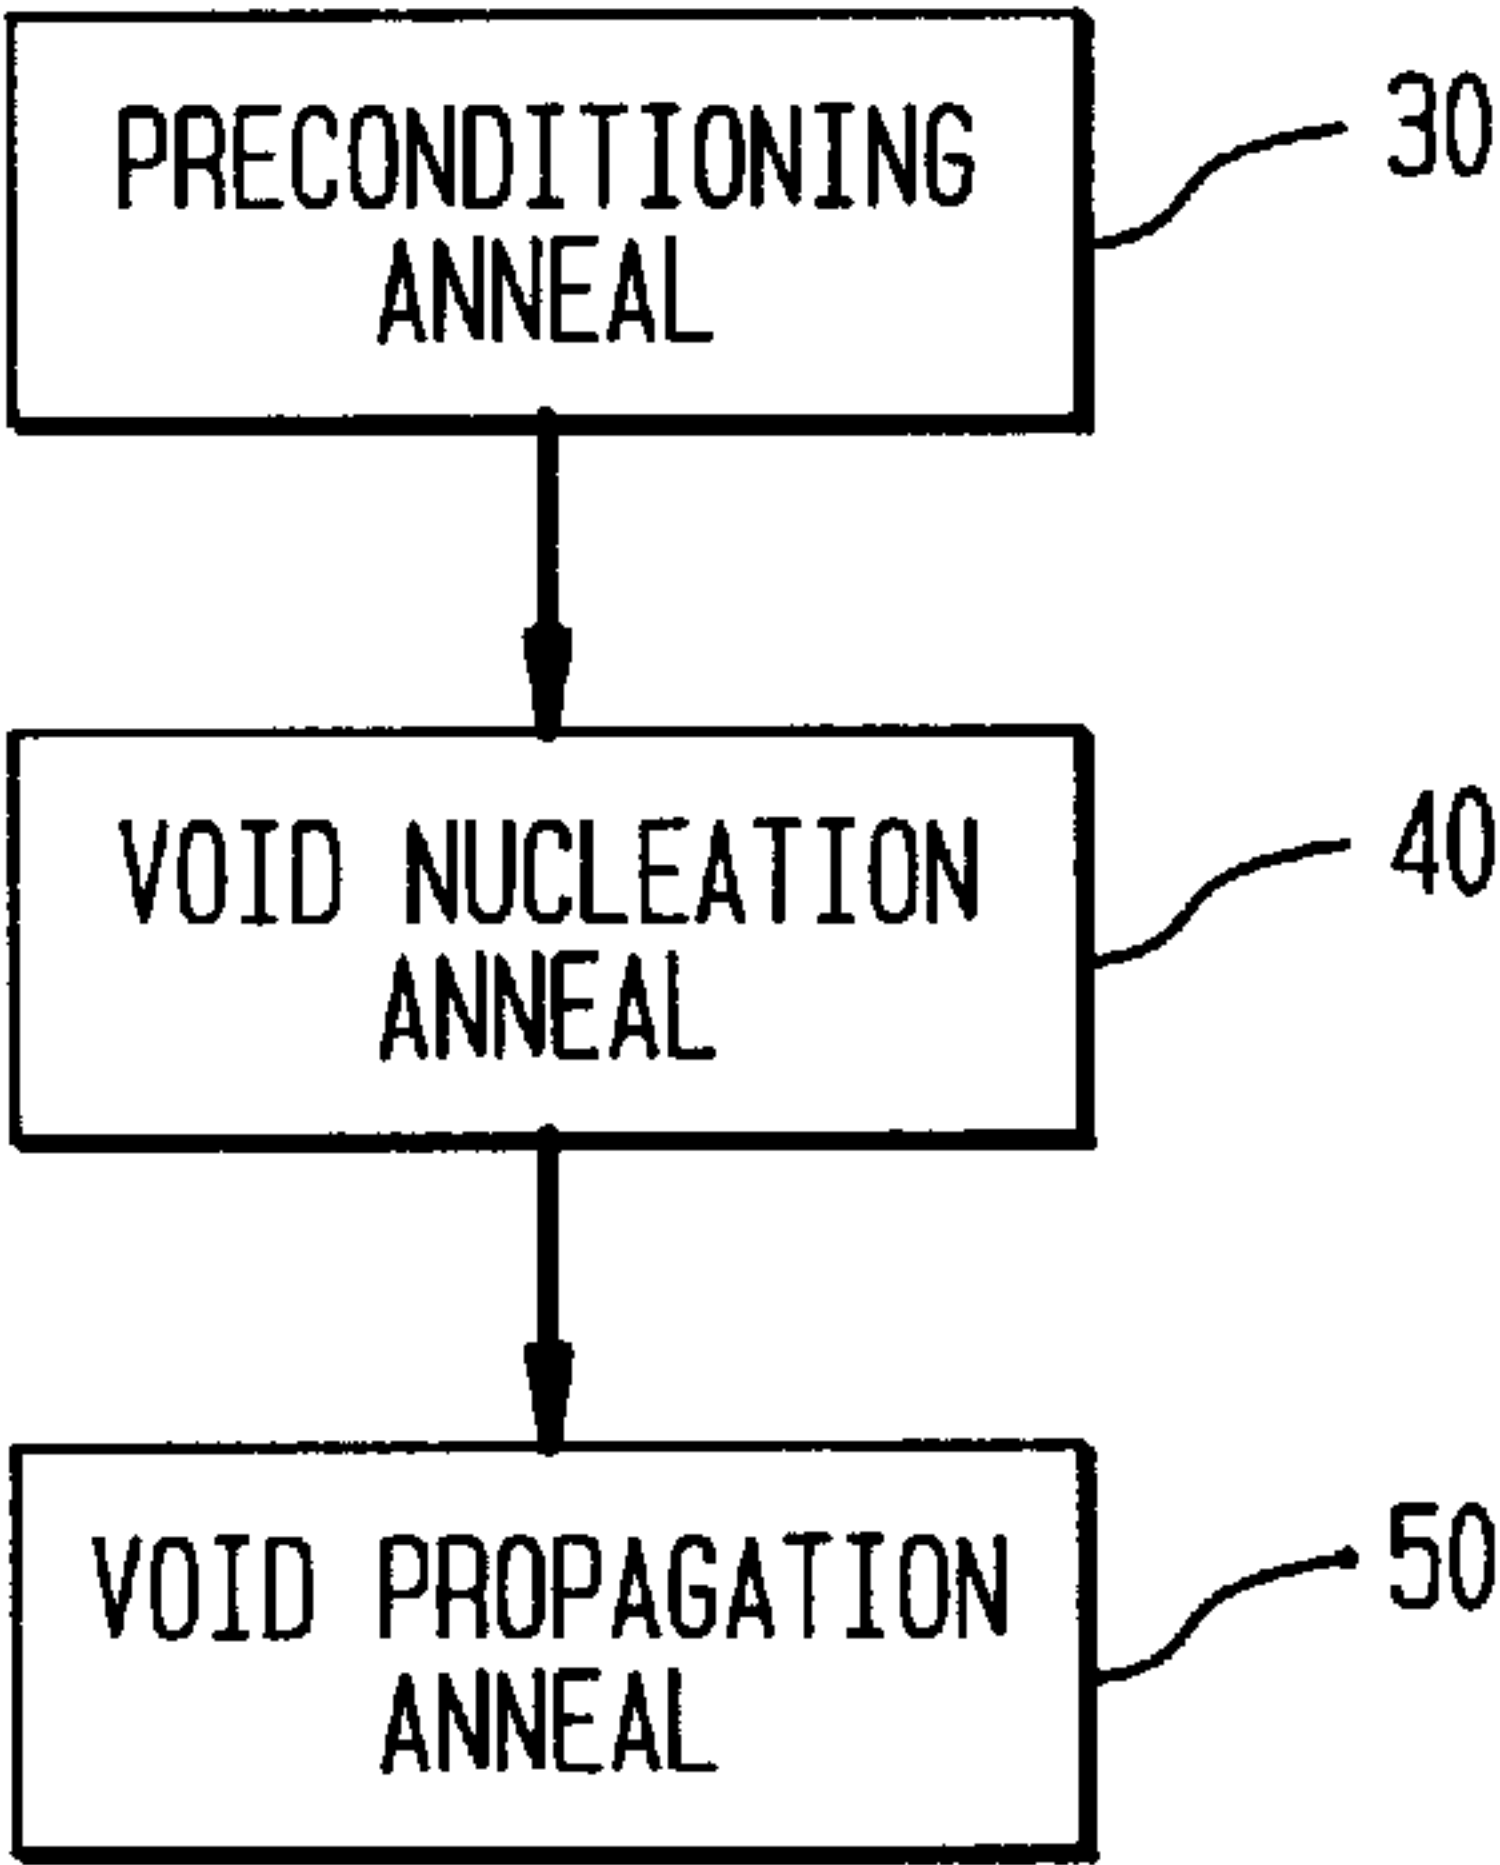 PRECONDITIONING
ANNEAL
30
VOID NUCLEATION
ANNEAL
40
VOID PROPAGATION
ANNEAL
50